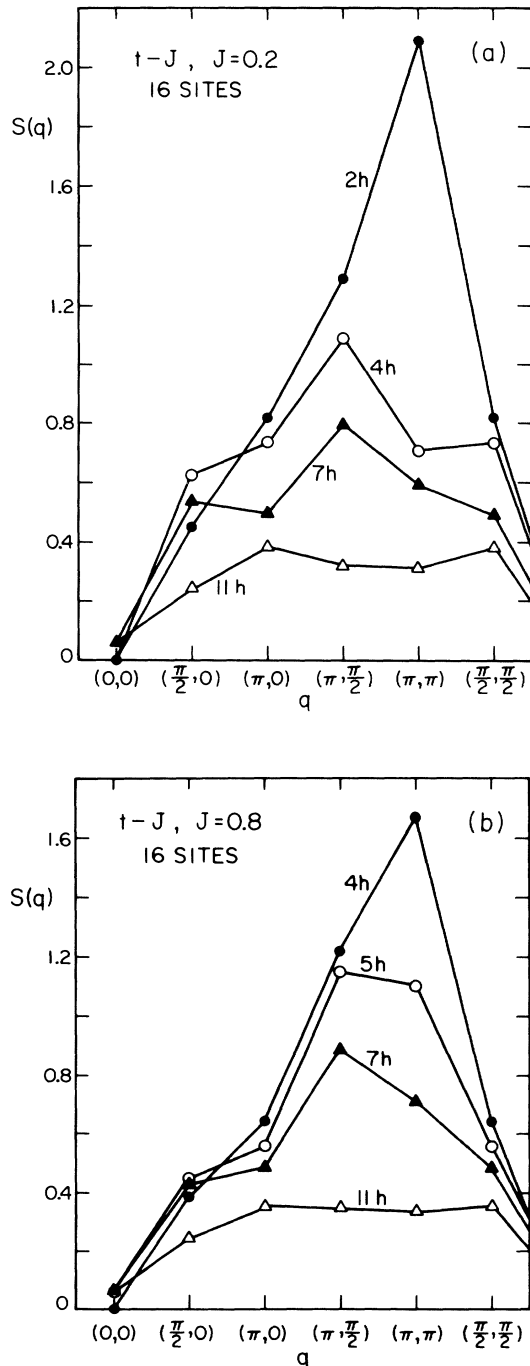 (a)
t-J, J=0.2
16 SITES
S(q)
2.0
1.6
1.2
0.8
0.4
0
2h
4h
7h
11h
(0,0) (π/2,0) (π,0) (π,π/2) (π,π) (π/2,π/2)
q
(b)
t-J, J=0.8
16 SITES
S(q)
1.6
1.2
0.8
0.4
0
4h
5h
7h
11h
(0,0) (π/2,0) (π,0) (π,π/2) (π,π) (π/2,π/2)
q